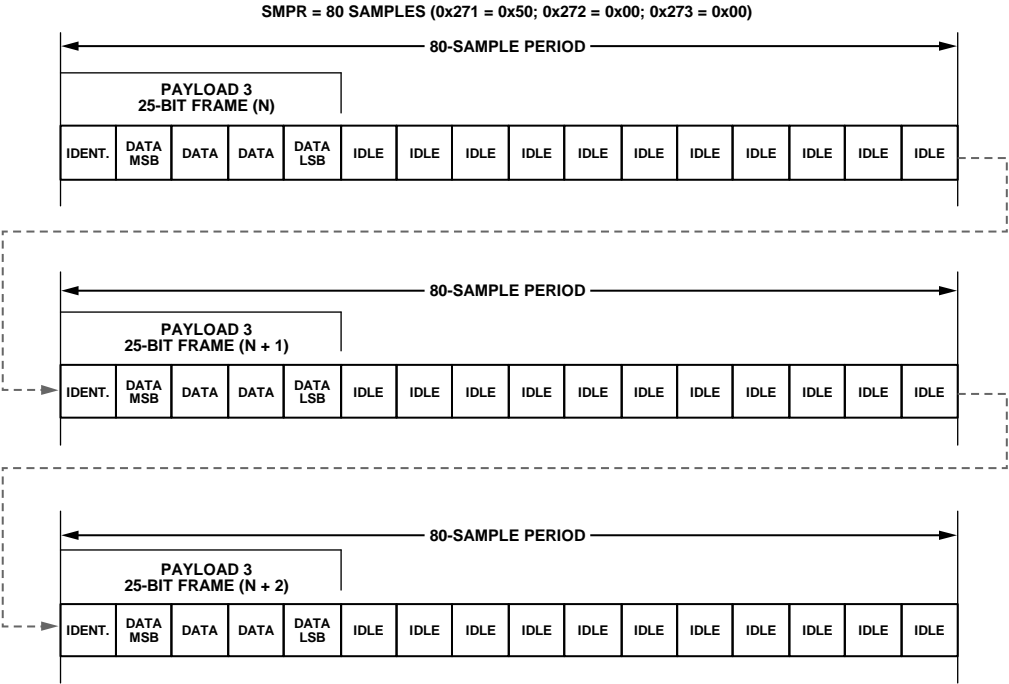 SMPR = 80 SAMPLES (0x271 = 0x50; 0x272 = 0x00; 0x273 = 0x00)
80-SAMPLE PERIOD
PAYLOAD 3
25-BIT FRAME (N)
IDENT. DATA MSB DATA DATA DATA LSB IDLE IDLE IDLE IDLE IDLE IDLE IDLE IDLE IDLE IDLE IDLE
80-SAMPLE PERIOD
PAYLOAD 3
25-BIT FRAME (N + 1)
IDENT. DATA MSB DATA DATA DATA LSB IDLE IDLE IDLE IDLE IDLE IDLE IDLE IDLE IDLE IDLE IDLE
80-SAMPLE PERIOD
PAYLOAD 3
25-BIT FRAME (N + 2)
IDENT. DATA MSB DATA DATA DATA LSB IDLE IDLE IDLE IDLE IDLE IDLE IDLE IDLE IDLE IDLE IDLE